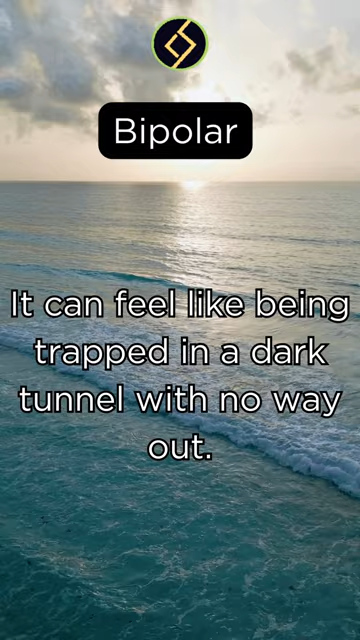 Bipolar
It can feel like being
trapped in a dark
tunnel with no way
out.